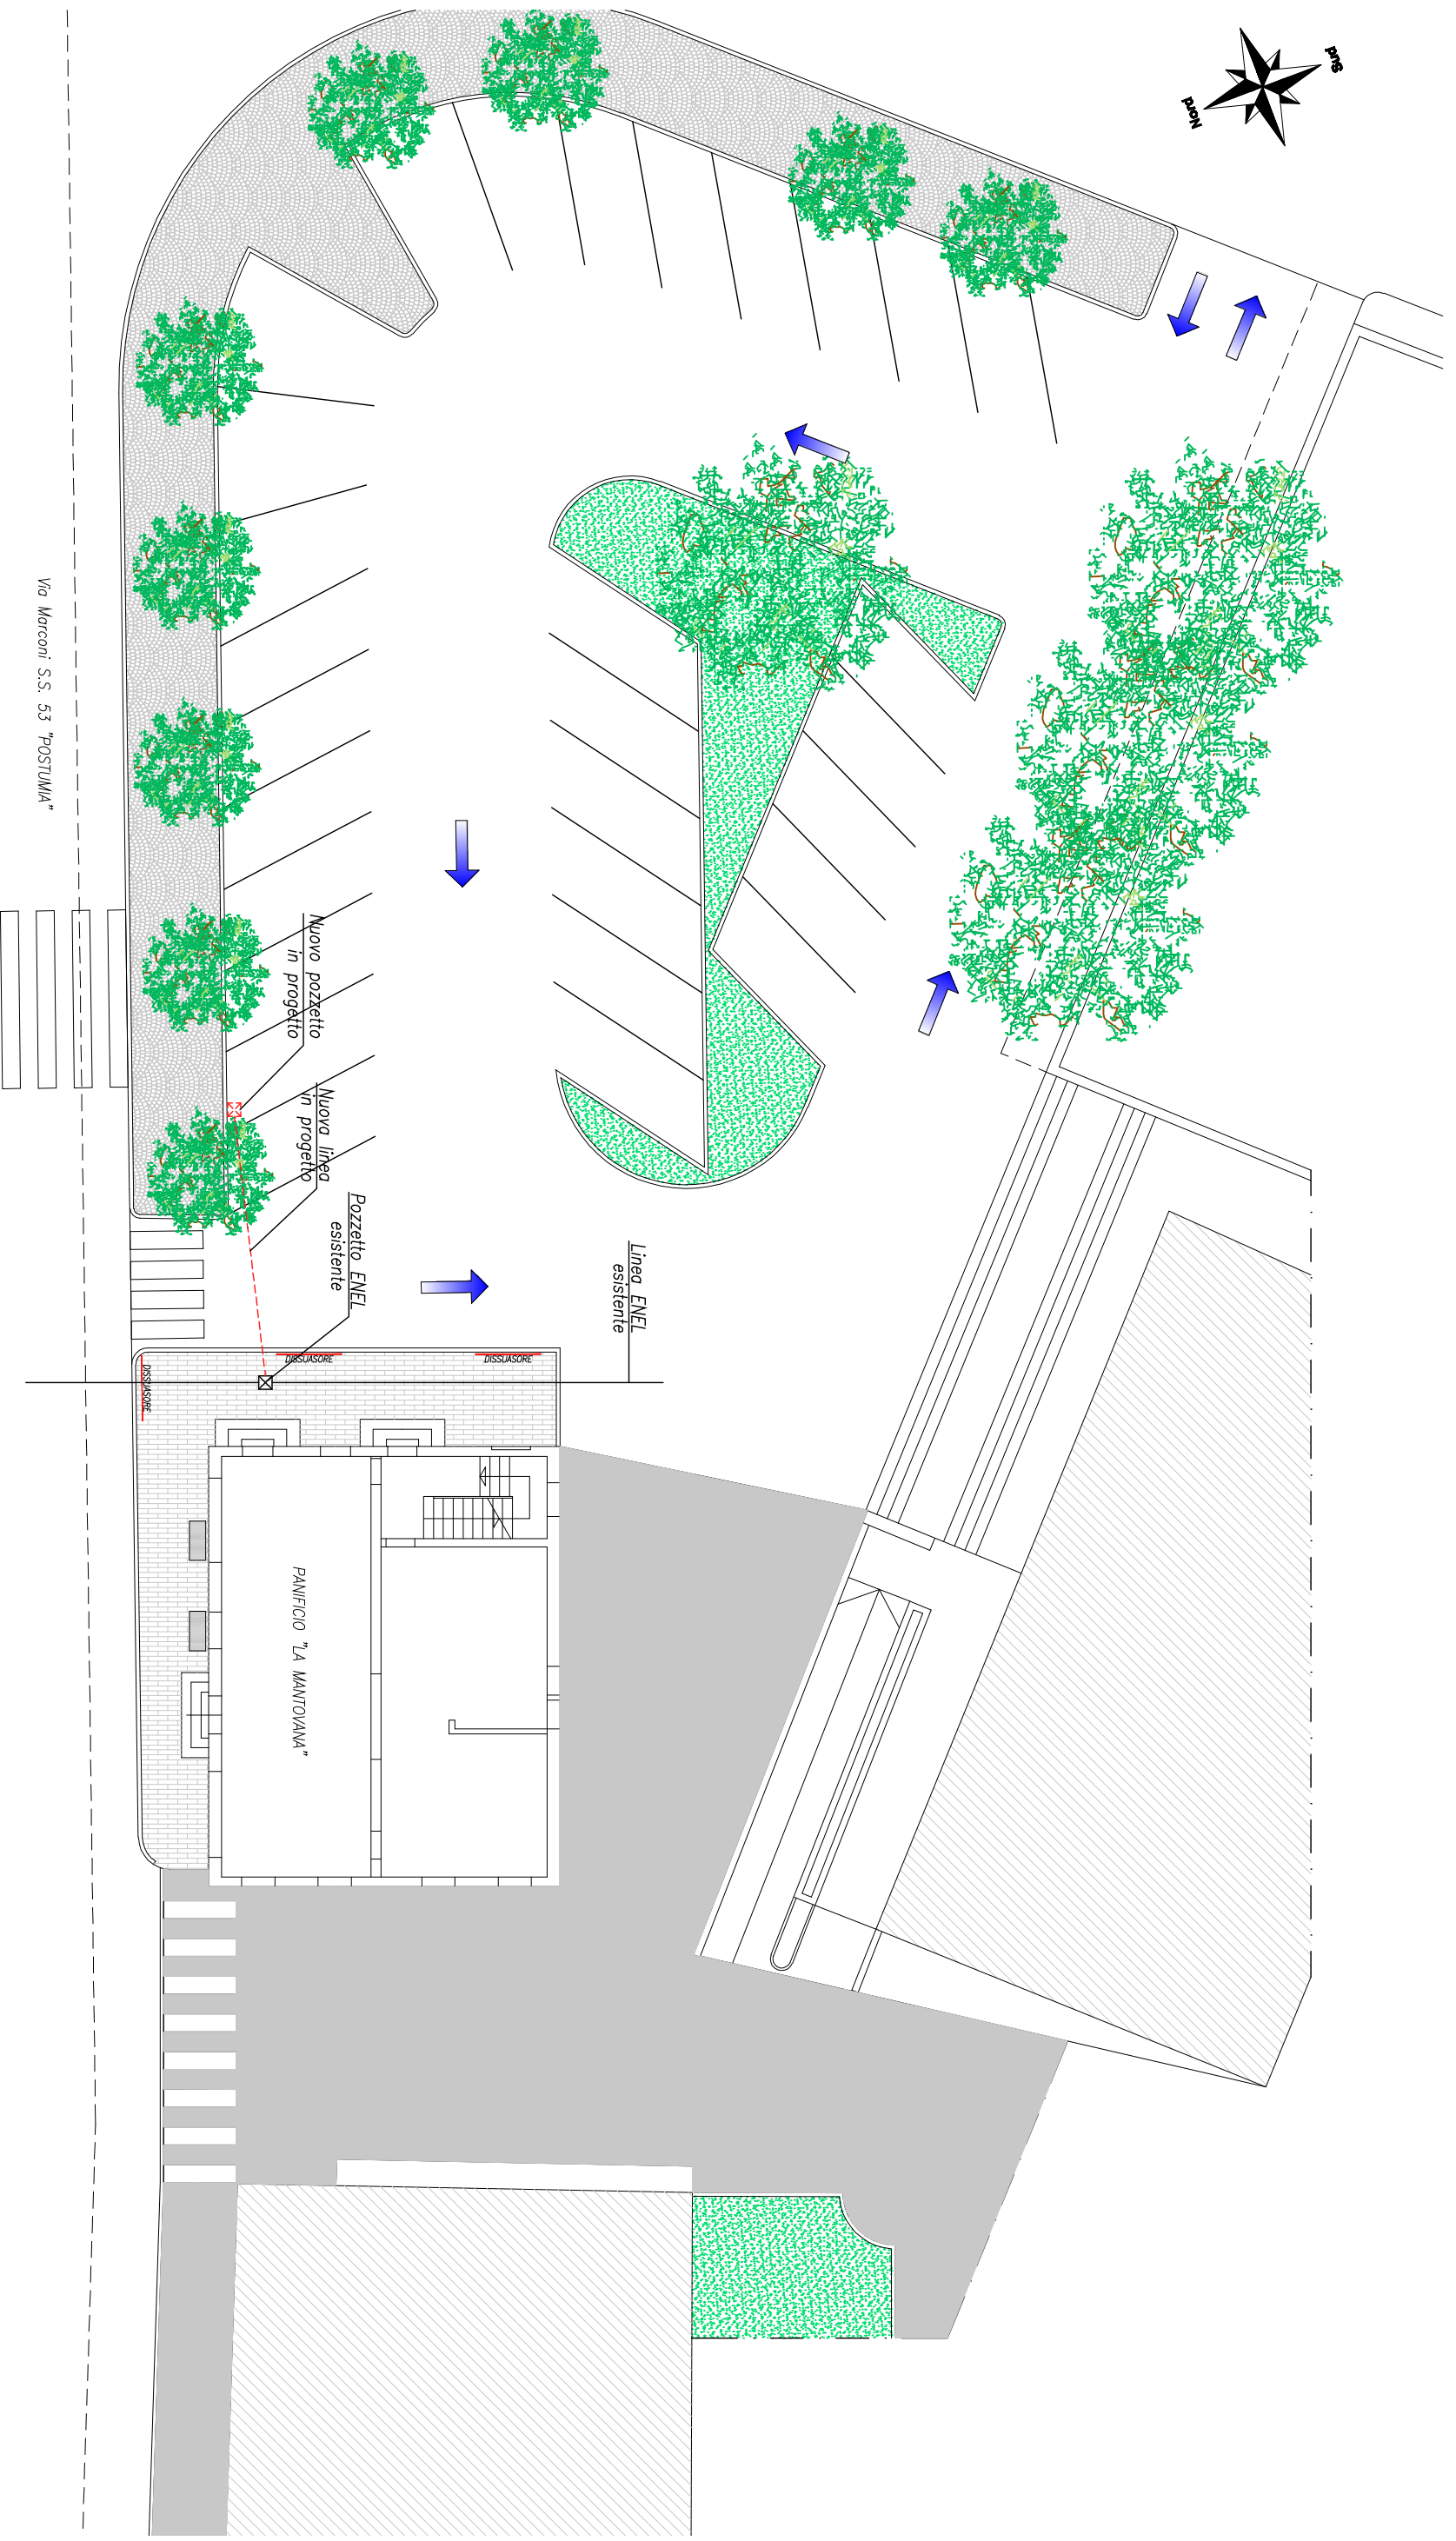 Sud
Nord
Via Marconi S.S. 53 "POSTUMIA"
Nuovo pozzetto
in progetto
Nuova linea
in progetto
Pozzetto ENEL
esistente
Linea ENEL
esistente
DISSUASORE
DISSUASORE
DISSUASORE
PANIFICIO "LA MANTOVANA"